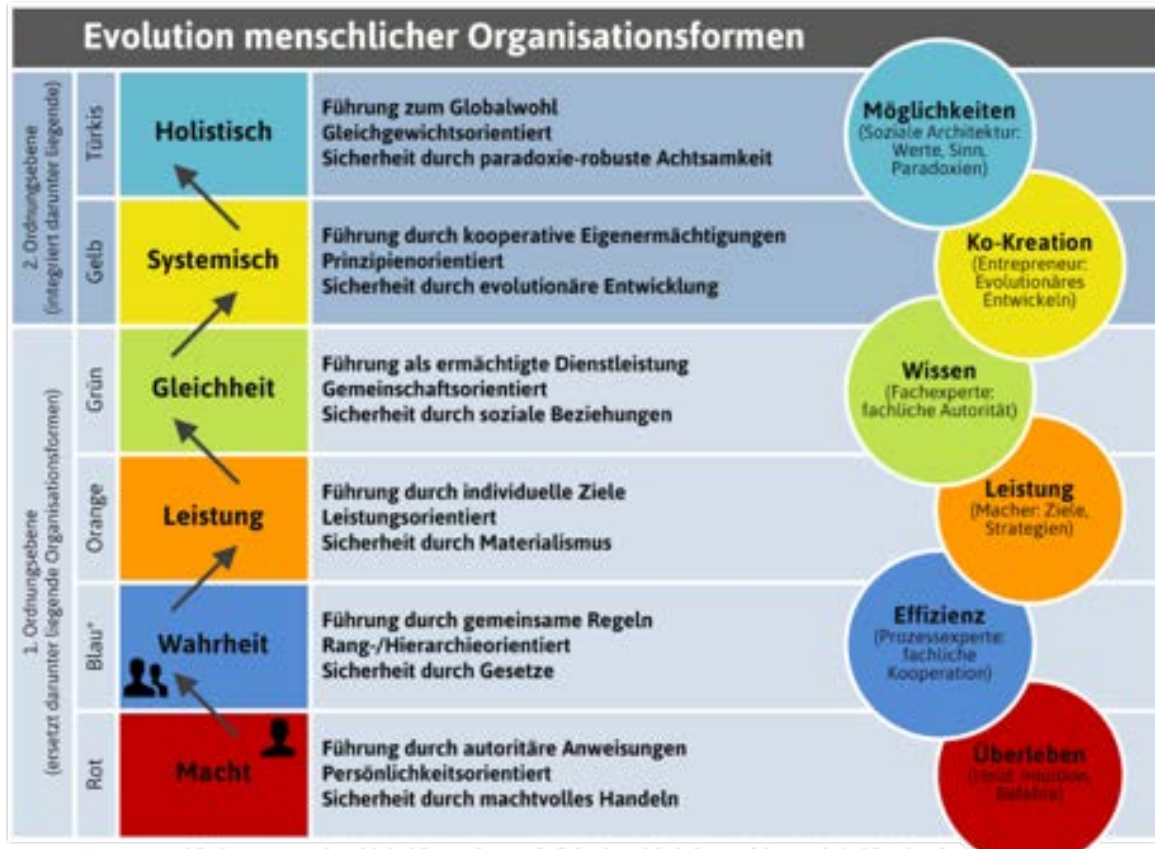 Evolution menschlicher Organisationsformen
2. Ordnungsebene
(integriert darunter liegende)
Türkis
Holistisch
Führung zum Globalwohl
Gleichgewichtsorientiert
Sicherheit durch paradoxie-robuste Achtsamkeit
Möglichkeiten
(Soziale Architektur:
Werte, Sinn,
Paradoxien)
Gelb
Systemisch
Führung durch kooperative Eigenermächtigungen
Prinzipienorientiert
Sicherheit durch evolutionäre Entwicklung
Ko-Kreation
(Entrepreneur:
Evolutionäres
Entwickeln)
1. Ordnungsebene
(ersetzt darunter liegende Organisationsformen)
Grün
Gleichheit
Führung als ermächtigte Dienstleistung
Gemeinschaftsorientiert
Sicherheit durch soziale Beziehungen
Wissen
(Fachexperte:
fachliche Autorität)
Orange
Leistung
Führung durch individuelle Ziele
Leistungsorientiert
Sicherheit durch Materialismus
Leistung
(Macher: Ziele,
Strategien)
Blau*
Wahrheit
Führung durch gemeinsame Regeln
Rang-/Hierarchieorientiert
Sicherheit durch Gesetze
Effizienz
(Prozessexperte:
fachliche
Kooperation)
Rot
Macht
Führung durch autoritäre Anweisungen
Persönlichkeitsorientiert
Sicherheit durch machtvolles Handeln
Überleben
(Held: Intuition,
Befehle)